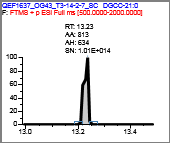 QEF1637_OG43_T3-14-2-7_SC DGCC-21:0
F: FTMS + p ESI Full ms [500.0000-2000.0000]
RT: 13.23
AA: 813
AH: 634
SN: 1.01E+014
100
80
60
40
20
0
13.0 13.2 13.4